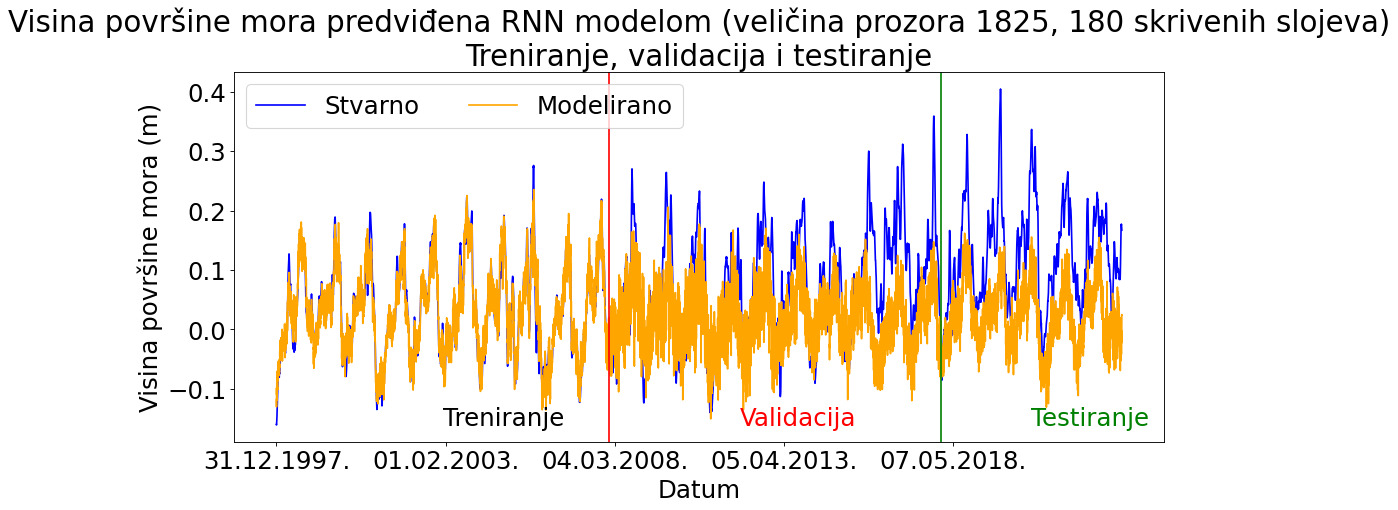 Visina površine mora predviđena RNN modelom (veličina prozora 1825, 180 skrivenih slojeva)
Treniranje, validacija i testiranje
Stvarno
Modelirano
Visina površine mora (m)
0.4
0.3
0.2
0.1
0.0
−0.1
Treniranje
Validacija
Testiranje
31.12.1997.
01.02.2003.
04.03.2008.
05.04.2013.
07.05.2018.
Datum